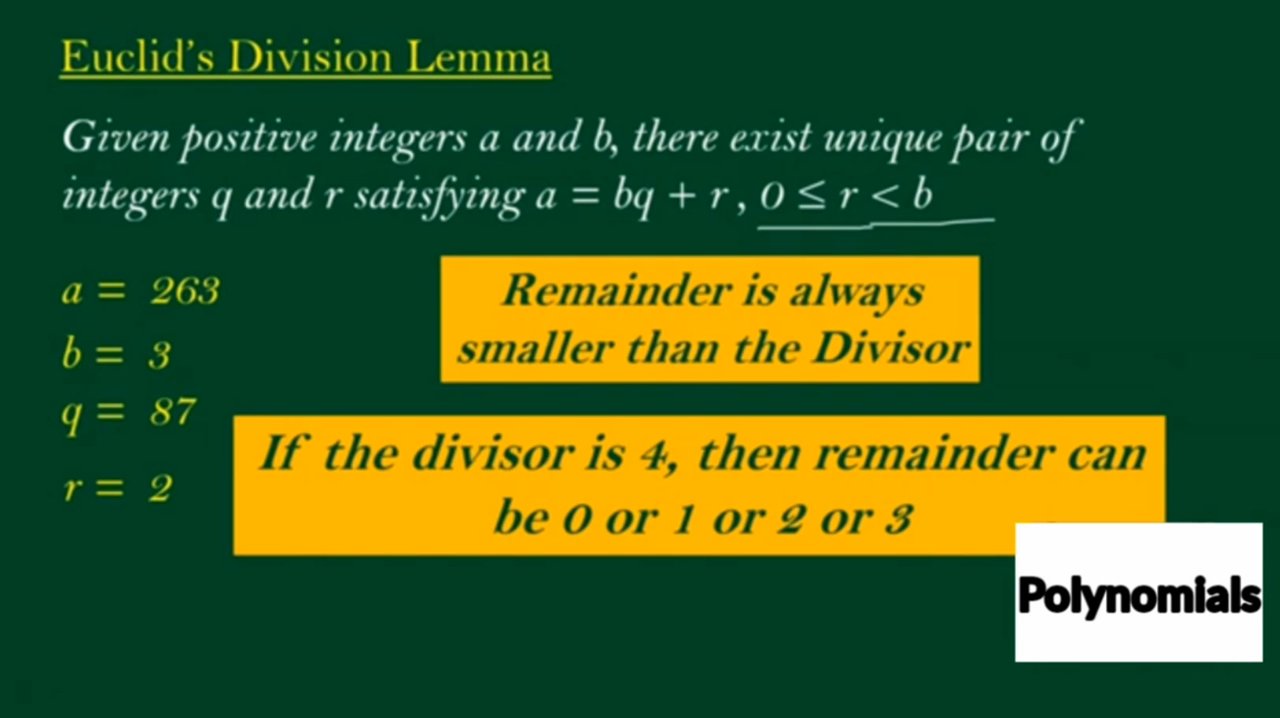 Euclid's Division Lemma
Given positive integers a and b, there exist unique pair of
integers q and r satisfying a = bq + r , 0 ≤ r < b
a = 263
b = 3
q = 87
r = 2
Remainder is always
smaller than the Divisor
If the divisor is 4, then remainder can
be 0 or 1 or 2 or 3
Polynomials